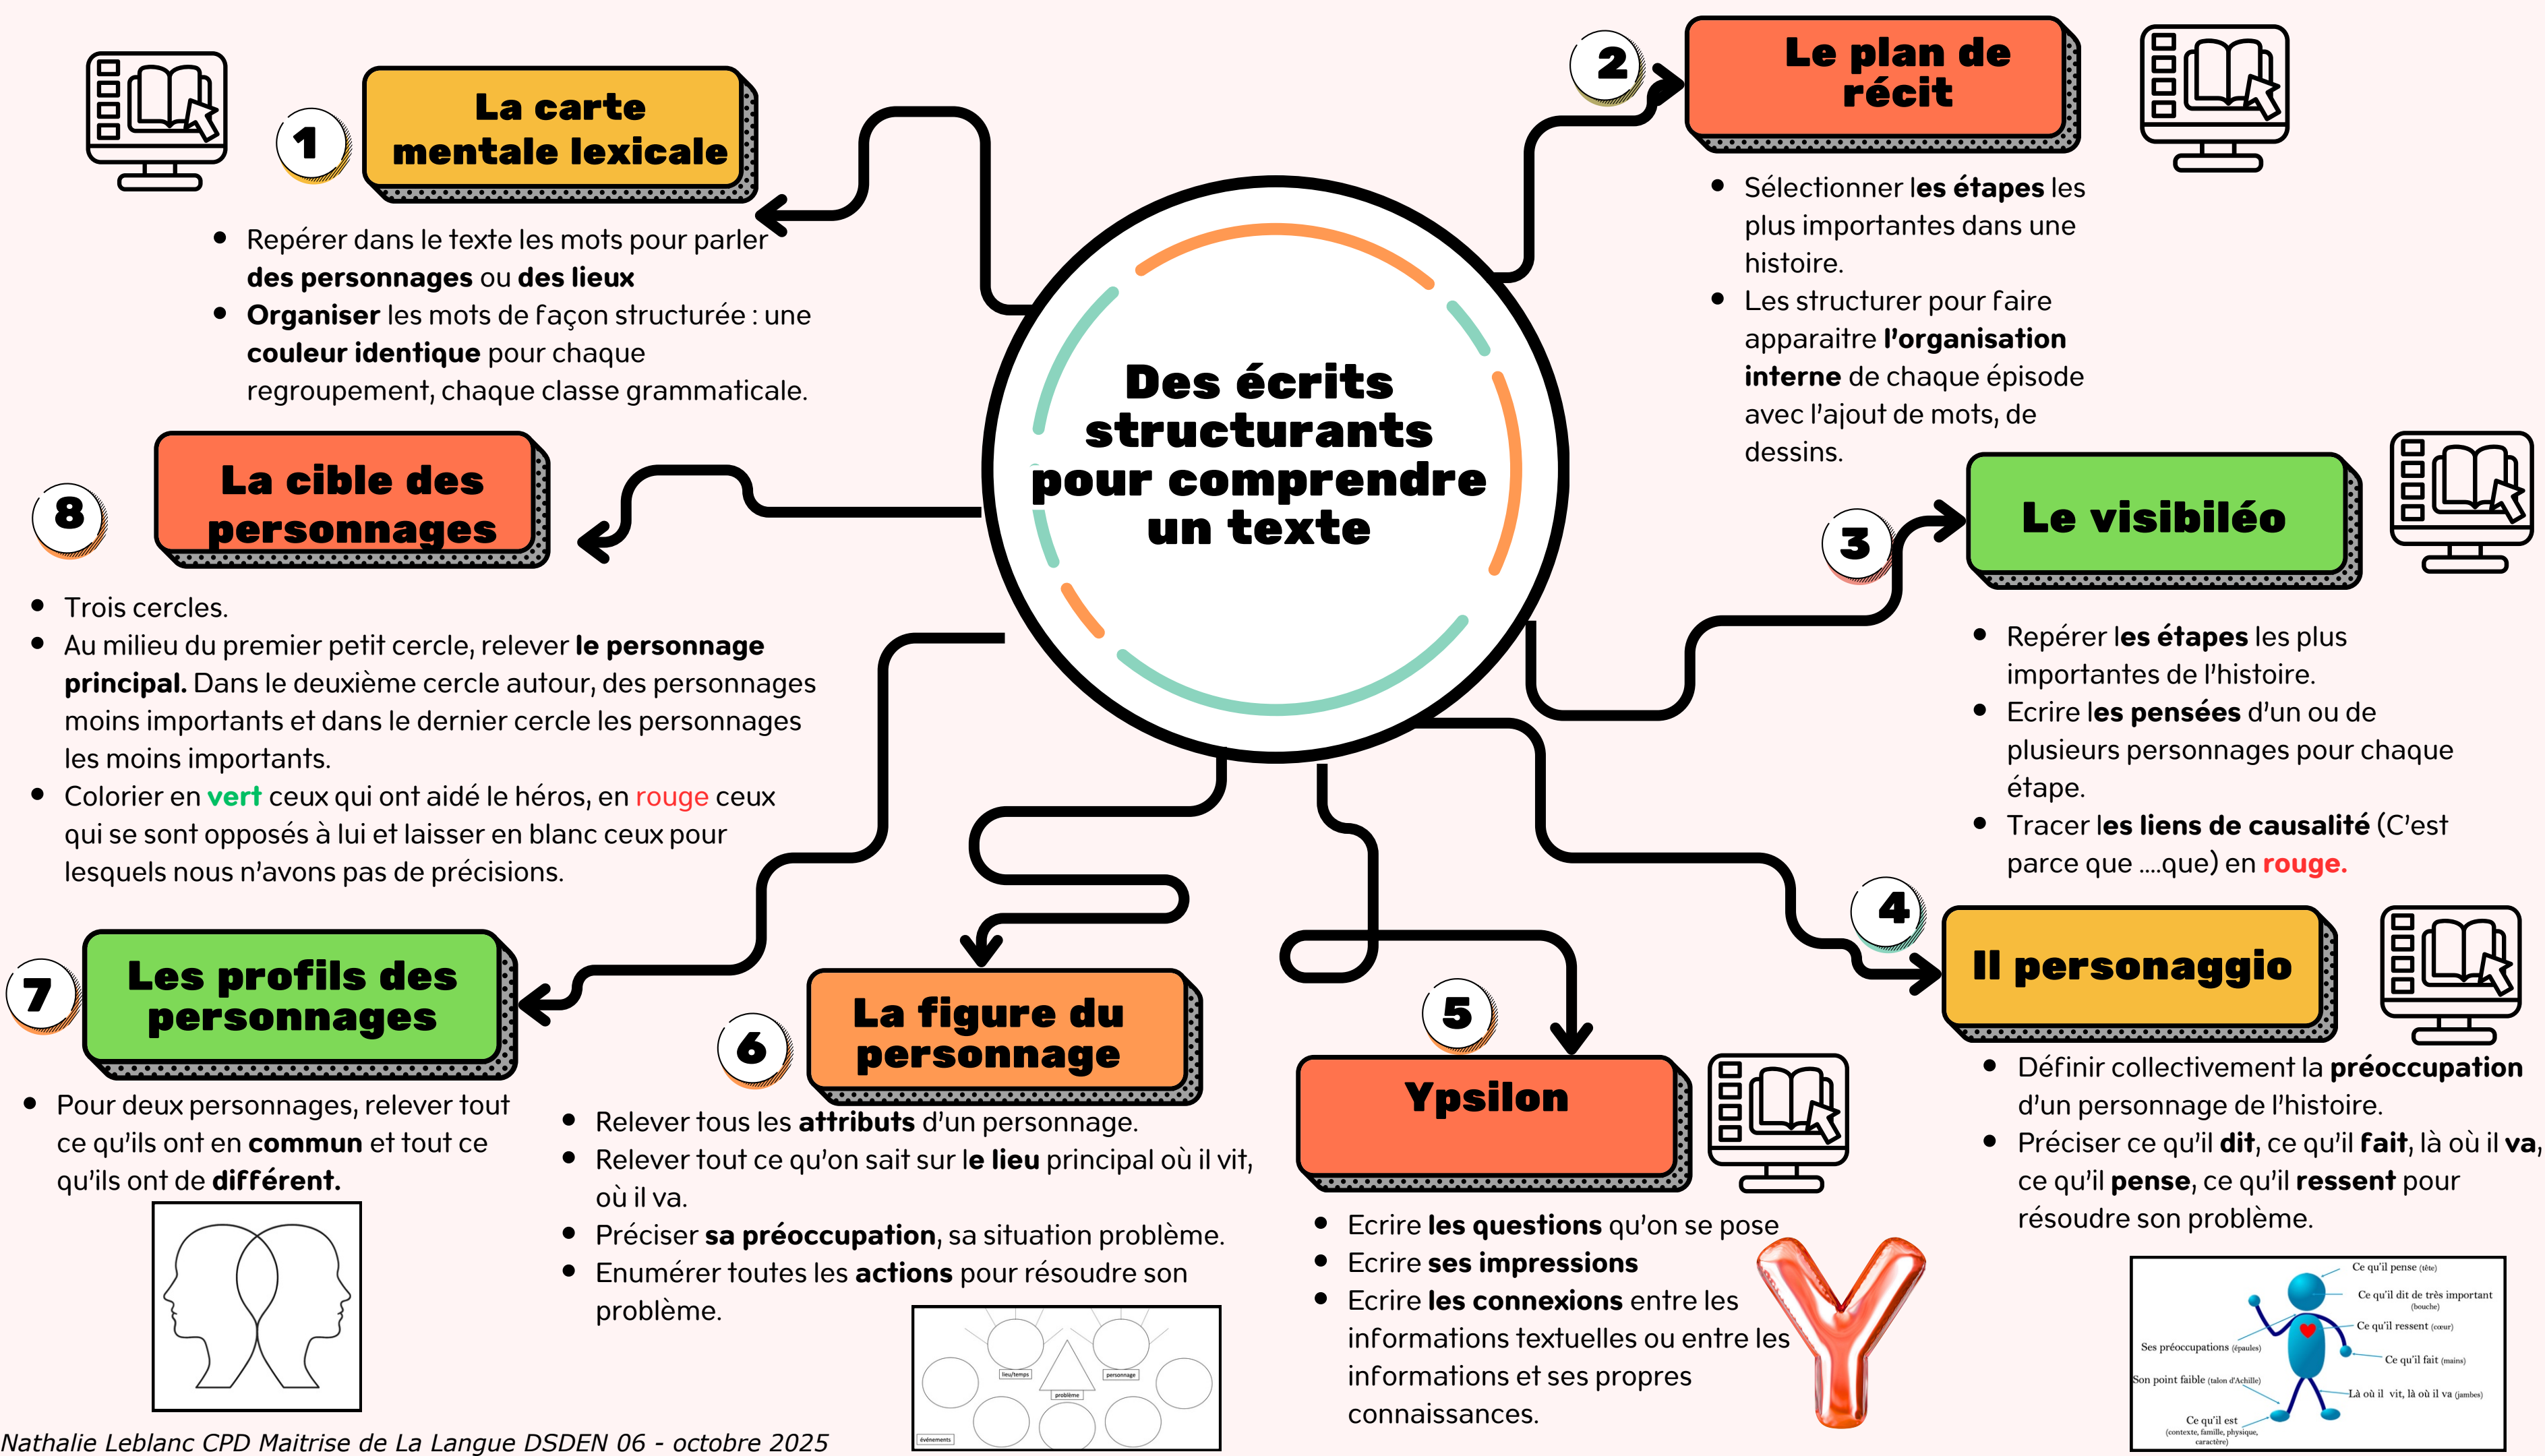 Des écrits
structurants
pour comprendre
un texte
1
La carte
mentale lexicale
Repérer dans le texte les mots pour parler
des personnages ou des lieux
Organiser les mots de façon structurée : une
couleur identique pour chaque
regroupement, chaque classe grammaticale.
2
Le plan de
récit
Sélectionner les étapes les
plus importantes dans une
histoire.
Les structurer pour faire
apparaitre l'organisation
interne de chaque épisode
avec l'ajout de mots, de
dessins.
3
Le visibiléo
Repérer les étapes les plus
importantes de l'histoire.
Ecrire les pensées d'un ou de
plusieurs personnages pour chaque
étape.
Tracer les liens de causalité (C'est
parce que ....que) en rouge.
4
Il personaggio
Définir collectivement la préoccupation
d'un personnage de l'histoire.
Préciser ce qu'il dit, ce qu'il fait, là où il va,
ce qu'il pense, ce qu'il ressent pour
résoudre son problème.
Ce qu'il pense (tête)
Ce qu'il dit de très important
(bouche)
Ce qu'il ressent (cœur)
Ses préoccupations (épaules)
Ce qu'il fait (mains)
Son point faible (talon d'Achille)
Là où il vit, là où il va (jambes)
Ce qu'il est
(contexte, famille, physique,
caractère)
5
Ypsilon
Ecrire les questions qu'on se pose
Ecrire ses impressions
Ecrire les connexions entre les
informations textuelles ou entre les
informations et ses propres
connaissances.
Y
6
La figure du
personnage
Relever tous les attributs d'un personnage.
Relever tout ce qu'on sait sur le lieu principal où il vit,
où il va.
Préciser sa préoccupation, sa situation problème.
Enumérer toutes les actions pour résoudre son
problème.
lieu/temps
personnage
problème
événements
7
Les profils des
personnages
Pour deux personnages, relever tout
ce qu'ils ont en commun et tout ce
qu'ils ont de différent.
8
La cible des
personnages
Trois cercles.
Au milieu du premier petit cercle, relever le personnage
principal. Dans le deuxième cercle autour, des personnages
moins importants et dans le dernier cercle les personnages
les moins importants.
Colorier en vert ceux qui ont aidé le héros, en rouge ceux
qui se sont opposés à lui et laisser en blanc ceux pour
lesquels nous n'avons pas de précisions.
Nathalie Leblanc CPD Maitrise de La Langue DSDEN 06 - octobre 2025